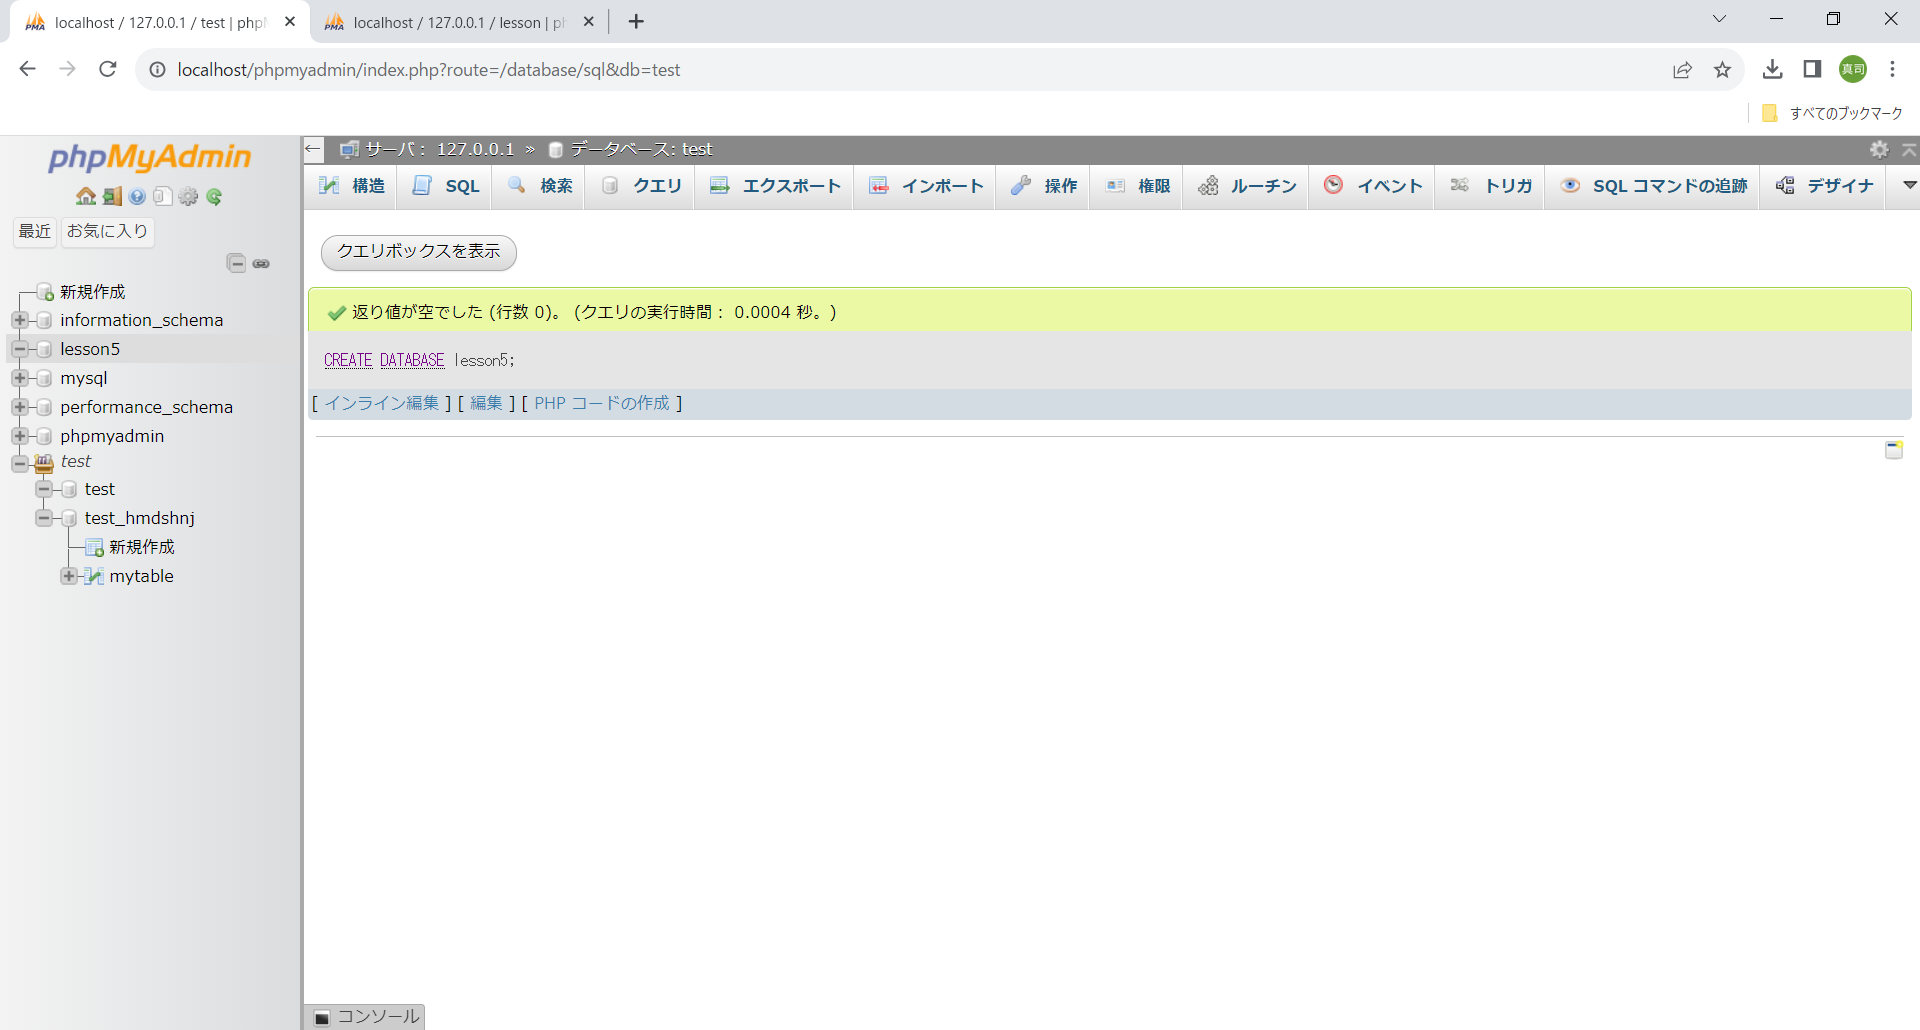 localhost / 127.0.0.1 / test | phpM
localhost / 127.0.0.1 / lesson | ph
localhost/phpmyadmin/index.php?route=/database/sql&db=test
真司
すべてのブックマーク
phpMyAdmin
最近 お気に入り
新規作成
information_schema
lesson5
mysql
performance_schema
phpmyadmin
test
test
test_hmdshnj
新規作成
mytable
サーバ: 127.0.0.1 » データベース: test
構造 SQL 検索 クエリ エクスポート インポート 操作 権限 ルーチン イベント トリガ SQL コマンドの追跡 デザイナ
クエリボックスを表示
返り値が空でした (行数 0)。 (クエリの実行時間: 0.0004 秒。)
CREATE DATABASE lesson5;
[ インライン編集 ] [ 編集 ] [ PHP コードの作成 ]
コンソール